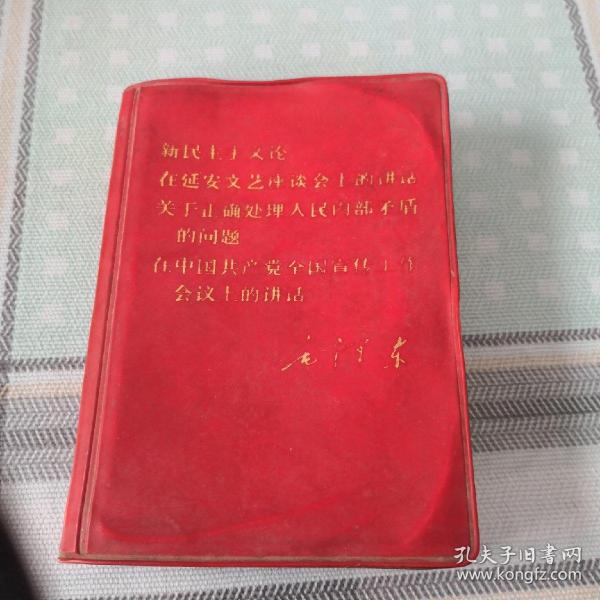 新民主主义论
在延安文艺座谈会上的讲话
关于正确处理人民内部矛盾
的问题
在中国共产党全国宣传工作
会议上的讲话
毛泽东
孔夫子旧书网
www.kongfz.com